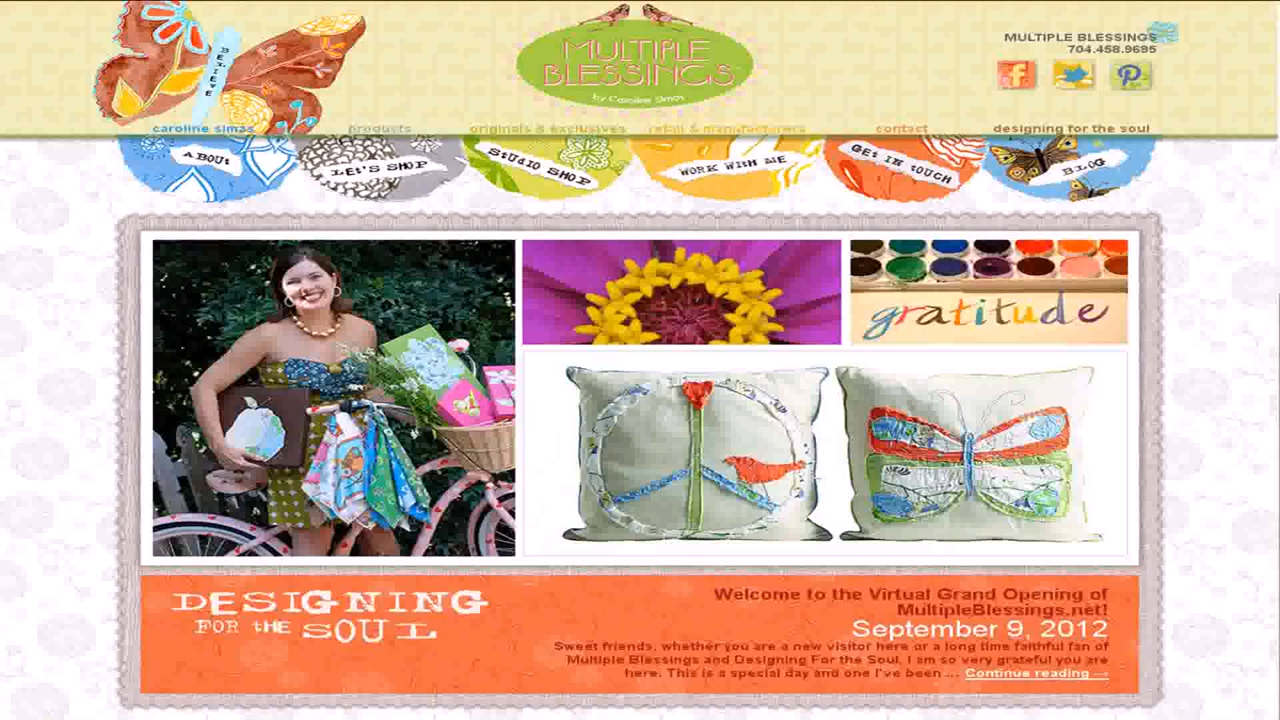 BELIEVE
MULTIPLE
BLESSINGS
by Caroline Simas
MULTIPLE BLESSINGS
704.458.9695
caroline simas
products
originals & exclusives
retail & manufacturers
contact
designing for the soul
ABOUt
LEt's SHOP
StUDIO SHOP
WORK WitH ME
GEt IN tOUCH
BLOG
gratitude
DESIGNING
FOR tHE SOUL
Welcome to the Virtual Grand Opening of
MultipleBlessings.net!
September 9, 2012
Sweet friends, whether you are a new visitor here or a long time faithful fan of
Multiple Blessings and Designing For the Soul, I am so very grateful you are
here. This is a special day and one I've been ... Continue reading →